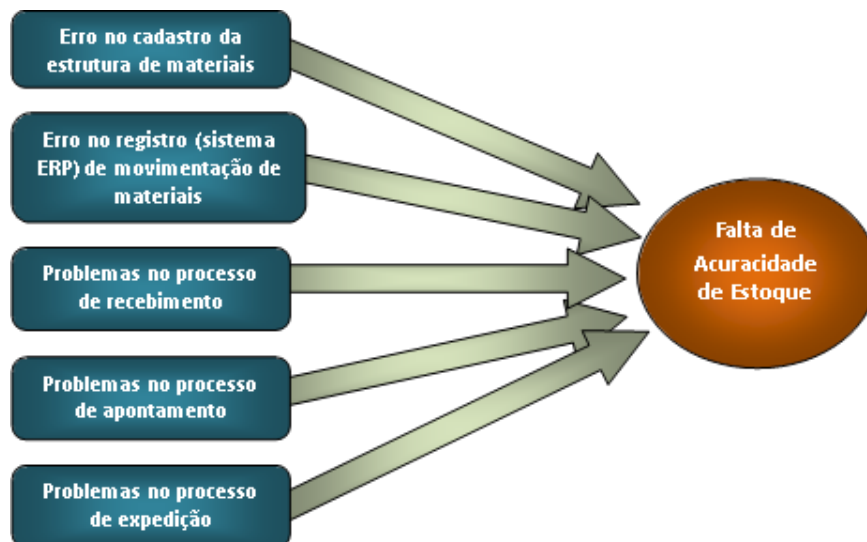 Erro no cadastro da
estrutura de materiais
Erro no registro (sistema
ERP) de movimentação de
materiais
Problemas no processo
de recebimento
Problemas no processo
de apontamento
Problemas no processo
de expedição
Falta de
Acuracidade
de Estoque